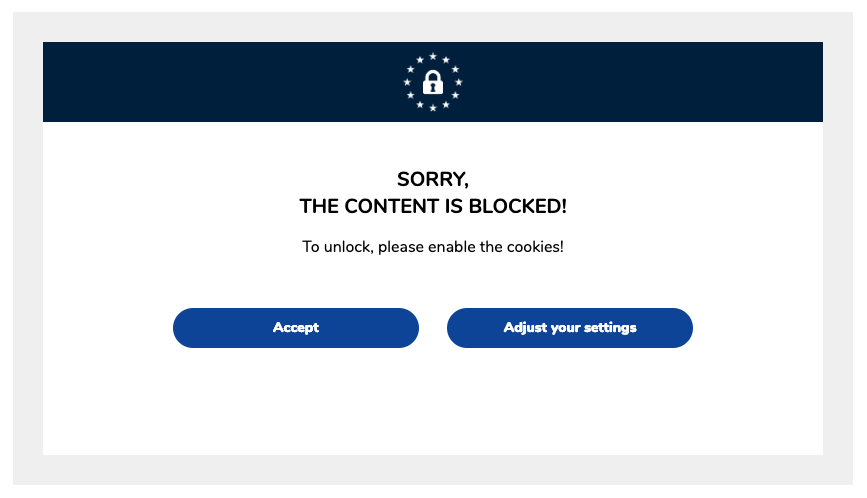 SORRY,
THE CONTENT IS BLOCKED!
To unlock, please enable the cookies!
Accept
Adjust your settings